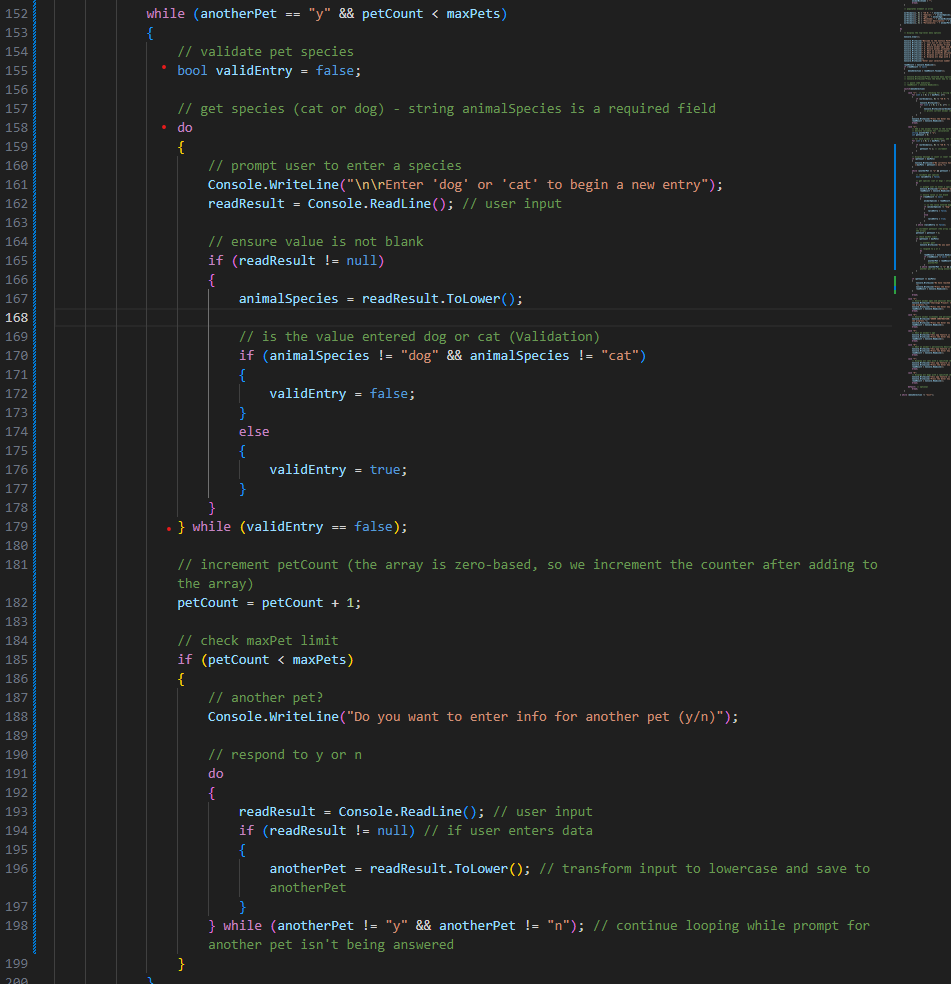 152 while (anotherPet == "y" && petCount < maxPets)
153 {
154 // validate pet species
155 bool validEntry = false;
156
157 // get species (cat or dog) - string animalSpecies is a required field
158 do
159 {
160 // prompt user to enter a species
161 Console.WriteLine("\n\rEnter 'dog' or 'cat' to begin a new entry");
162 readResult = Console.ReadLine(); // user input
163
164 // ensure value is not blank
165 if (readResult != null)
166 {
167 animalSpecies = readResult.ToLower();
168
169 // is the value entered dog or cat (Validation)
170 if (animalSpecies != "dog" && animalSpecies != "cat")
171 {
172 validEntry = false;
173 }
174 else
175 {
176 validEntry = true;
177 }
178 }
179 } while (validEntry == false);
180
181 // increment petCount (the array is zero-based, so we increment the counter after adding to
the array)
182 petCount = petCount + 1;
183
184 // check maxPet limit
185 if (petCount < maxPets)
186 {
187 // another pet?
188 Console.WriteLine("Do you want to enter info for another pet (y/n)");
189
190 // respond to y or n
191 do
192 {
193 readResult = Console.ReadLine(); // user input
194 if (readResult != null) // if user enters data
195 {
196 anotherPet = readResult.ToLower(); // transform input to lowercase and save to
anotherPet
197 }
198 } while (anotherPet != "y" && anotherPet != "n"); // continue looping while prompt for
another pet isn't being answered
199 }
200 }